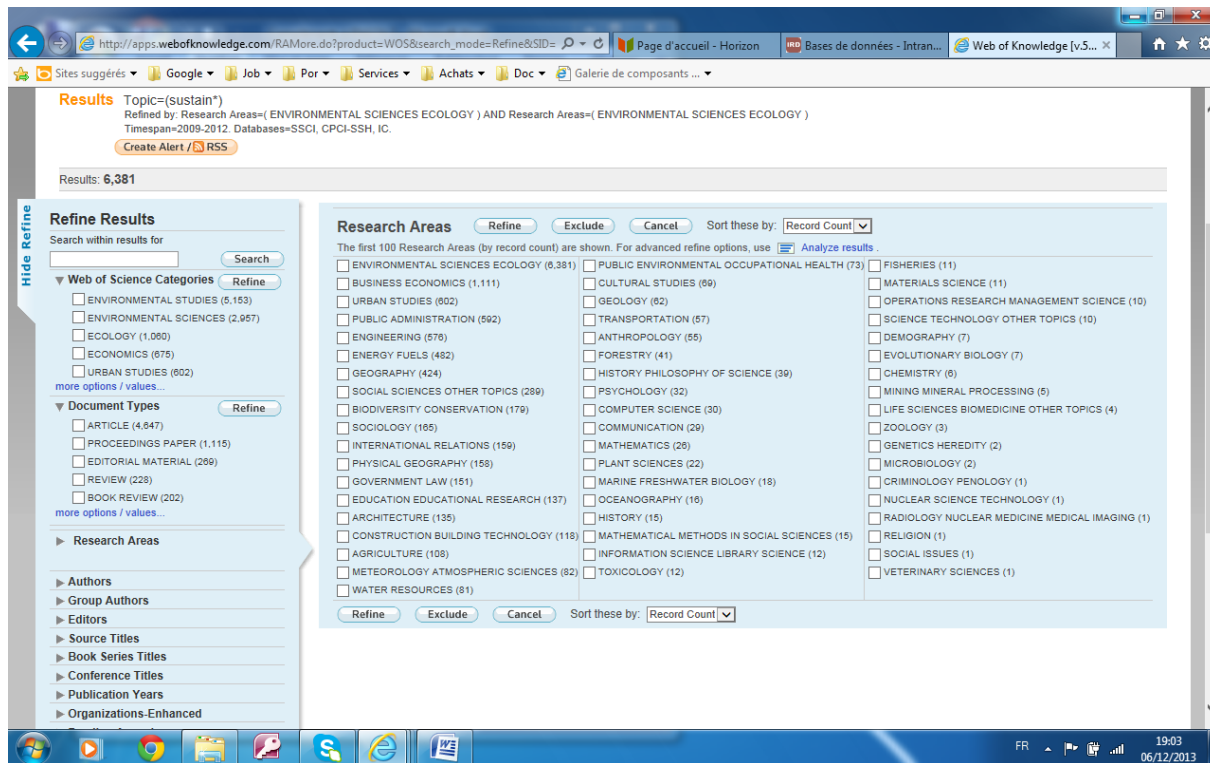 http://apps.webofknowledge.com/RAMore.do?product=WOS&search_mode=Refine&SID=
Page d'accueil - Horizon
IRD Bases de données - Intran...
Web of Knowledge [v.5...
Sites suggérés
Google
Job
Por
Services
Achats
Doc
Galerie de composants ...
Results Topic=(sustain*)
Refined by: Research Areas=( ENVIRONMENTAL SCIENCES ECOLOGY ) AND Research Areas=( ENVIRONMENTAL SCIENCES ECOLOGY )
Timespan=2009-2012. Databases=SSCI, CPCI-SSH, IC.
Create Alert / RSS
Results: 6,381
Hide Refine
Refine Results
Search within results for
Search
Web of Science Categories Refine
ENVIRONMENTAL STUDIES (5,153)
ENVIRONMENTAL SCIENCES (2,957)
ECOLOGY (1,060)
ECONOMICS (675)
URBAN STUDIES (602)
more options / values...
Document Types Refine
ARTICLE (4,647)
PROCEEDINGS PAPER (1,115)
EDITORIAL MATERIAL (269)
REVIEW (228)
BOOK REVIEW (202)
more options / values...
Research Areas
Authors
Group Authors
Editors
Source Titles
Book Series Titles
Conference Titles
Publication Years
Organizations-Enhanced
Research Areas Refine Exclude Cancel Sort these by: Record Count
The first 100 Research Areas (by record count) are shown. For advanced refine options, use Analyze results .
ENVIRONMENTAL SCIENCES ECOLOGY (6,381)
BUSINESS ECONOMICS (1,111)
URBAN STUDIES (602)
PUBLIC ADMINISTRATION (592)
ENGINEERING (576)
ENERGY FUELS (482)
GEOGRAPHY (424)
SOCIAL SCIENCES OTHER TOPICS (289)
BIODIVERSITY CONSERVATION (179)
SOCIOLOGY (165)
INTERNATIONAL RELATIONS (159)
PHYSICAL GEOGRAPHY (158)
GOVERNMENT LAW (151)
EDUCATION EDUCATIONAL RESEARCH (137)
ARCHITECTURE (135)
CONSTRUCTION BUILDING TECHNOLOGY (118)
AGRICULTURE (108)
METEOROLOGY ATMOSPHERIC SCIENCES (82)
WATER RESOURCES (81)
PUBLIC ENVIRONMENTAL OCCUPATIONAL HEALTH (73)
CULTURAL STUDIES (69)
GEOLOGY (62)
TRANSPORTATION (57)
ANTHROPOLOGY (55)
FORESTRY (41)
HISTORY PHILOSOPHY OF SCIENCE (39)
PSYCHOLOGY (32)
COMPUTER SCIENCE (30)
COMMUNICATION (29)
MATHEMATICS (26)
PLANT SCIENCES (22)
MARINE FRESHWATER BIOLOGY (18)
OCEANOGRAPHY (16)
HISTORY (15)
MATHEMATICAL METHODS IN SOCIAL SCIENCES (15)
INFORMATION SCIENCE LIBRARY SCIENCE (12)
TOXICOLOGY (12)
FISHERIES (11)
MATERIALS SCIENCE (11)
OPERATIONS RESEARCH MANAGEMENT SCIENCE (10)
SCIENCE TECHNOLOGY OTHER TOPICS (10)
DEMOGRAPHY (7)
EVOLUTIONARY BIOLOGY (7)
CHEMISTRY (6)
MINING MINERAL PROCESSING (5)
LIFE SCIENCES BIOMEDICINE OTHER TOPICS (4)
ZOOLOGY (3)
GENETICS HEREDITY (2)
MICROBIOLOGY (2)
CRIMINOLOGY PENOLOGY (1)
NUCLEAR SCIENCE TECHNOLOGY (1)
RADIOLOGY NUCLEAR MEDICINE MEDICAL IMAGING (1)
RELIGION (1)
SOCIAL ISSUES (1)
VETERINARY SCIENCES (1)
Refine Exclude Cancel Sort these by: Record Count
FR
19:03
06/12/2013